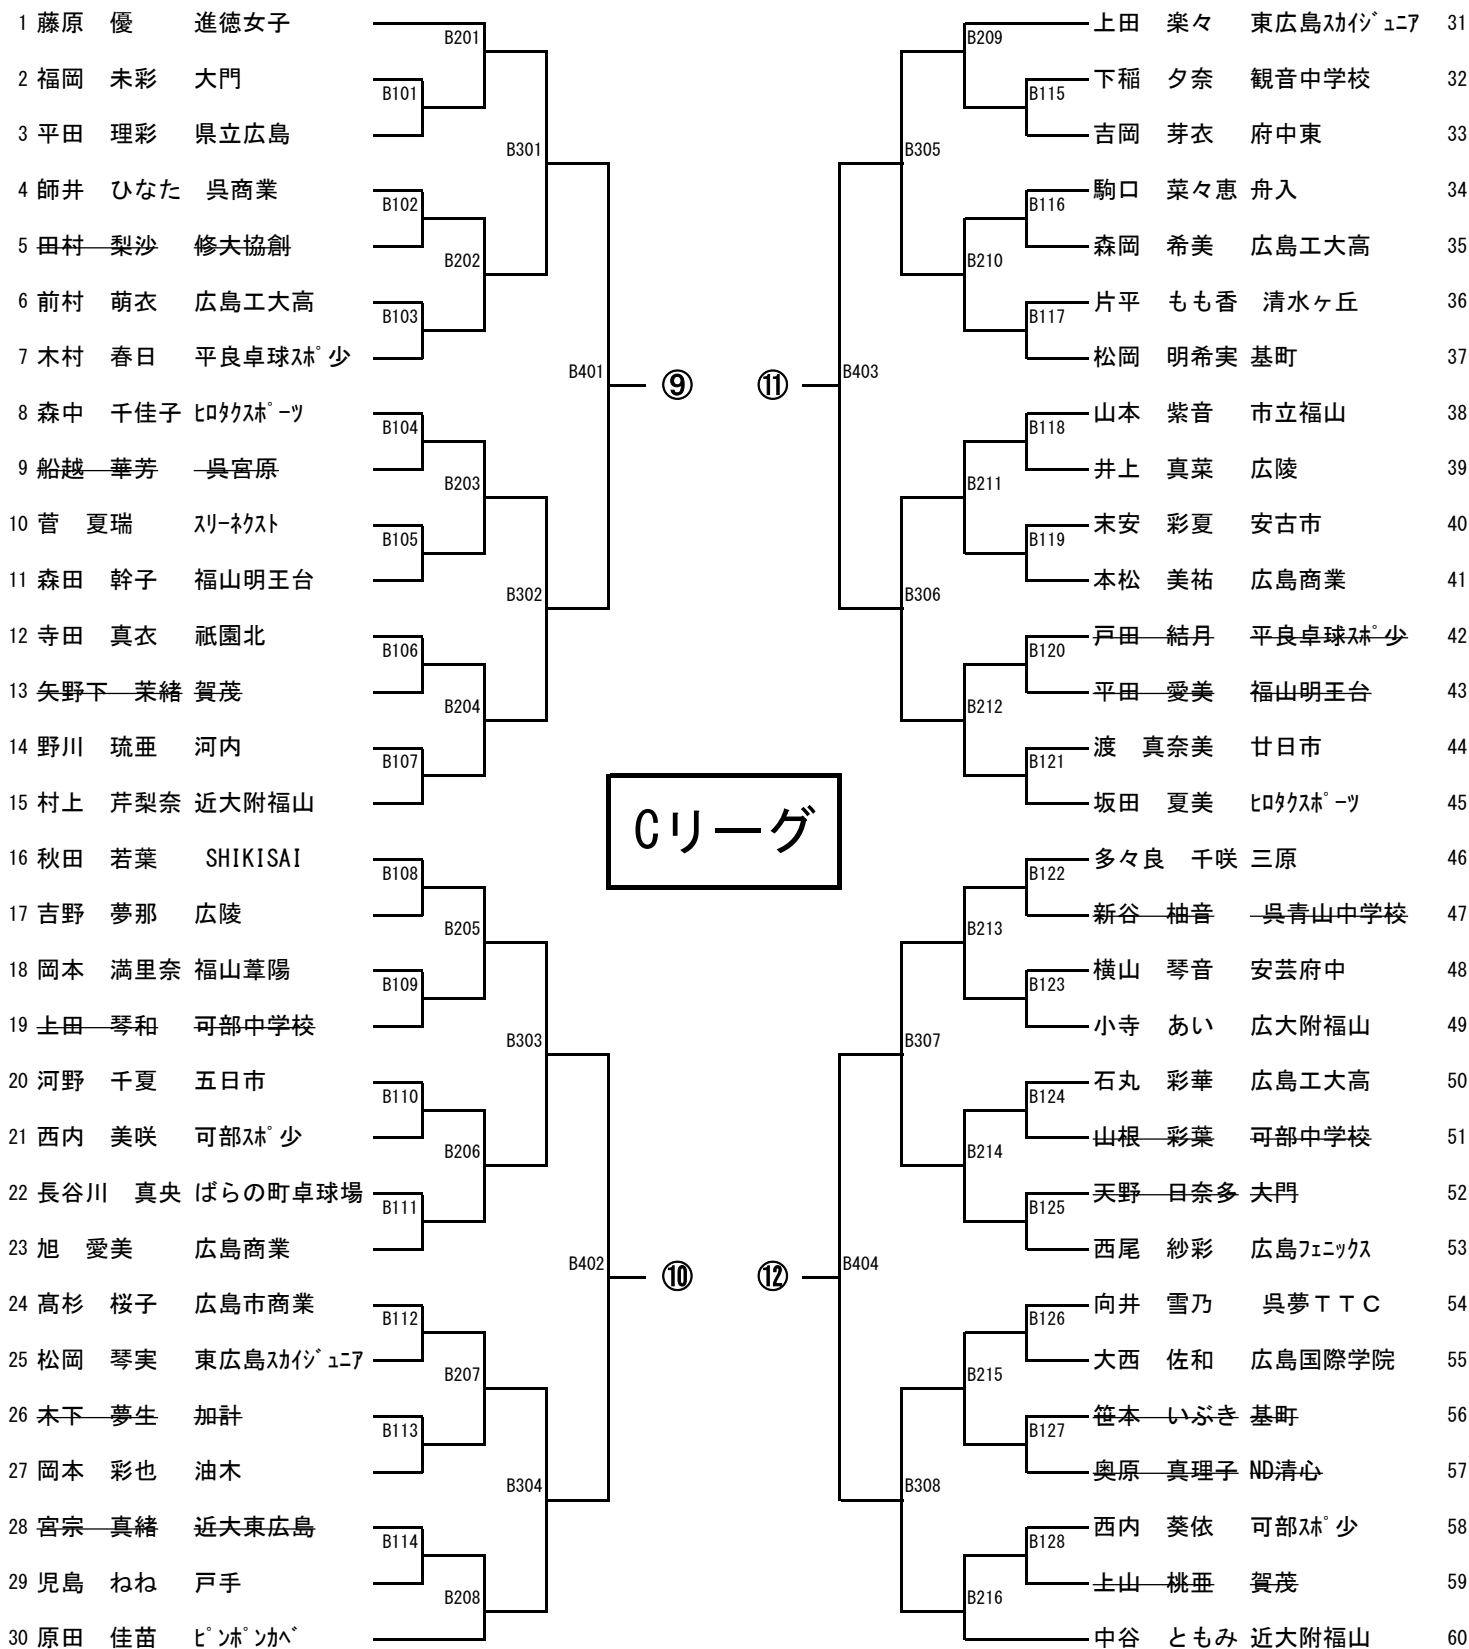 1 藤原　優　進徳女子
B201
2 福岡　未彩　大門
B101
3 平田　理彩　県立広島
B301
4 師井　ひなた　呉商業
B102
5 田村　梨沙　修大協創
B202
6 前村　萌衣　広島工大高
B103
7 木村　春日　平良卓球ｽﾎﾟ少
B401
⑨
8 森中　千佳子 ﾋﾛﾀｸｽﾎﾟｰﾂ
B104
9 船越　華芳　呉宮原
B203
10 菅　夏瑞　ｽﾘｰﾈｸｽﾄ
B105
11 森田　幹子　福山明王台
B302
12 寺田　真衣　祇園北
B106
13 矢野下　茉緒 賀茂
B204
14 野川　琉亜　河内
B107
15 村上　芹梨奈 近大附福山
16 秋田　若葉　SHIKISAI
B108
17 吉野　夢那　広陵
B205
18 岡本　満里奈 福山葦陽
B109
19 上田　琴和　可部中学校
B303
20 河野　千夏　五日市
B110
21 西内　美咲　可部ｽﾎﾟ少
B206
22 長谷川　真央 ばらの町卓球場
B111
23 旭　愛美　広島商業
B402
⑩
24 髙杉　桜子　広島市商業
B112
25 松岡　琴実　東広島ｽｶｲｼﾞｭﾆｱ
B207
26 木下　夢生　加計
B113
27 岡本　彩也　油木
B304
28 宮宗　真緒　近大東広島
B114
29 児島　ねね　戸手
B208
30 原田　佳苗　ﾋﾟﾝﾎﾟﾝｶﾍﾞ
Cリーグ
上田　楽々　東広島ｽｶｲｼﾞｭﾆｱ 31
B209
下稲　夕奈　観音中学校 32
B115
吉岡　芽衣　府中東 33
B305
駒口　菜々恵 舟入 34
B116
森岡　希美　広島工大高 35
B210
片平　もも香　清水ヶ丘 36
B117
松岡　明希実 基町 37
⑪
B403
山本　紫音　市立福山 38
B118
井上　真菜　広陵 39
B211
末安　彩夏　安古市 40
B119
本松　美祐　広島商業 41
B306
戸田　結月　平良卓球ｽﾎﾟ少 42
B120
平田　愛美　福山明王台 43
B212
渡　真奈美　廿日市 44
B121
坂田　夏美　ﾋﾛﾀｸｽﾎﾟｰﾂ 45
多々良　千咲 三原 46
B122
新谷　柚音　呉青山中学校 47
B213
横山　琴音　安芸府中 48
B123
小寺　あい　広大附福山 49
B307
石丸　彩華　広島工大高 50
B124
山根　彩葉　可部中学校 51
B214
天野　日奈多 大門 52
B125
西尾　紗彩　広島ﾌｪﾆｯｸｽ 53
⑫
B404
向井　雪乃　呉夢ＴＴＣ 54
B126
大西　佐和　広島国際学院 55
B215
笹本　いぶき 基町 56
B127
奥原　真理子 ND清心 57
B308
西内　葵依　可部ｽﾎﾟ少 58
B128
上山　桃亜　賀茂 59
B216
中谷　ともみ 近大附福山 60